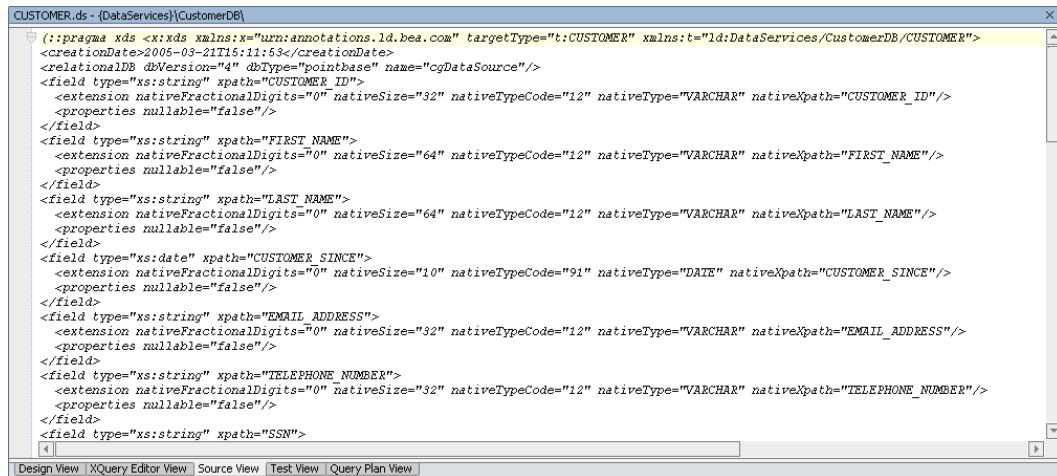 CUSTOMER.ds - {DataServices}\CustomerDB\
(::pragma xds <x:xds xmlns:x="urn:annotations.ld.bea.com" targetType="t:CUSTOMER" xmlns:t="ld:DataServices/CustomerDB/CUSTOMER">
<creationDate>2005-03-21T15:11:53</creationDate>
<relationalDB dbVersion="4" dbType="pointbase" name="cgDataSource"/>
<field type="xs:string" xpath="CUSTOMER_ID">
<extension nativeFractionalDigits="0" nativeSize="32" nativeTypeCode="12" nativeType="VARCHAR" nativeXpath="CUSTOMER_ID"/>
<properties nullable="false"/>
</field>
<field type="xs:string" xpath="FIRST_NAME">
<extension nativeFractionalDigits="0" nativeSize="64" nativeTypeCode="12" nativeType="VARCHAR" nativeXpath="FIRST_NAME"/>
<properties nullable="false"/>
</field>
<field type="xs:string" xpath="LAST_NAME">
<extension nativeFractionalDigits="0" nativeSize="64" nativeTypeCode="12" nativeType="VARCHAR" nativeXpath="LAST_NAME"/>
<properties nullable="false"/>
</field>
<field type="xs:date" xpath="CUSTOMER_SINCE">
<extension nativeFractionalDigits="0" nativeSize="10" nativeTypeCode="91" nativeType="DATE" nativeXpath="CUSTOMER_SINCE"/>
<properties nullable="false"/>
</field>
<field type="xs:string" xpath="EMAIL_ADDRESS">
<extension nativeFractionalDigits="0" nativeSize="32" nativeTypeCode="12" nativeType="VARCHAR" nativeXpath="EMAIL_ADDRESS"/>
<properties nullable="false"/>
</field>
<field type="xs:string" xpath="TELEPHONE_NUMBER">
<extension nativeFractionalDigits="0" nativeSize="32" nativeTypeCode="12" nativeType="VARCHAR" nativeXpath="TELEPHONE_NUMBER"/>
<properties nullable="false"/>
</field>
<field type="xs:string" xpath="SSN">
Design View XQuery Editor View Source View Test View Query Plan View